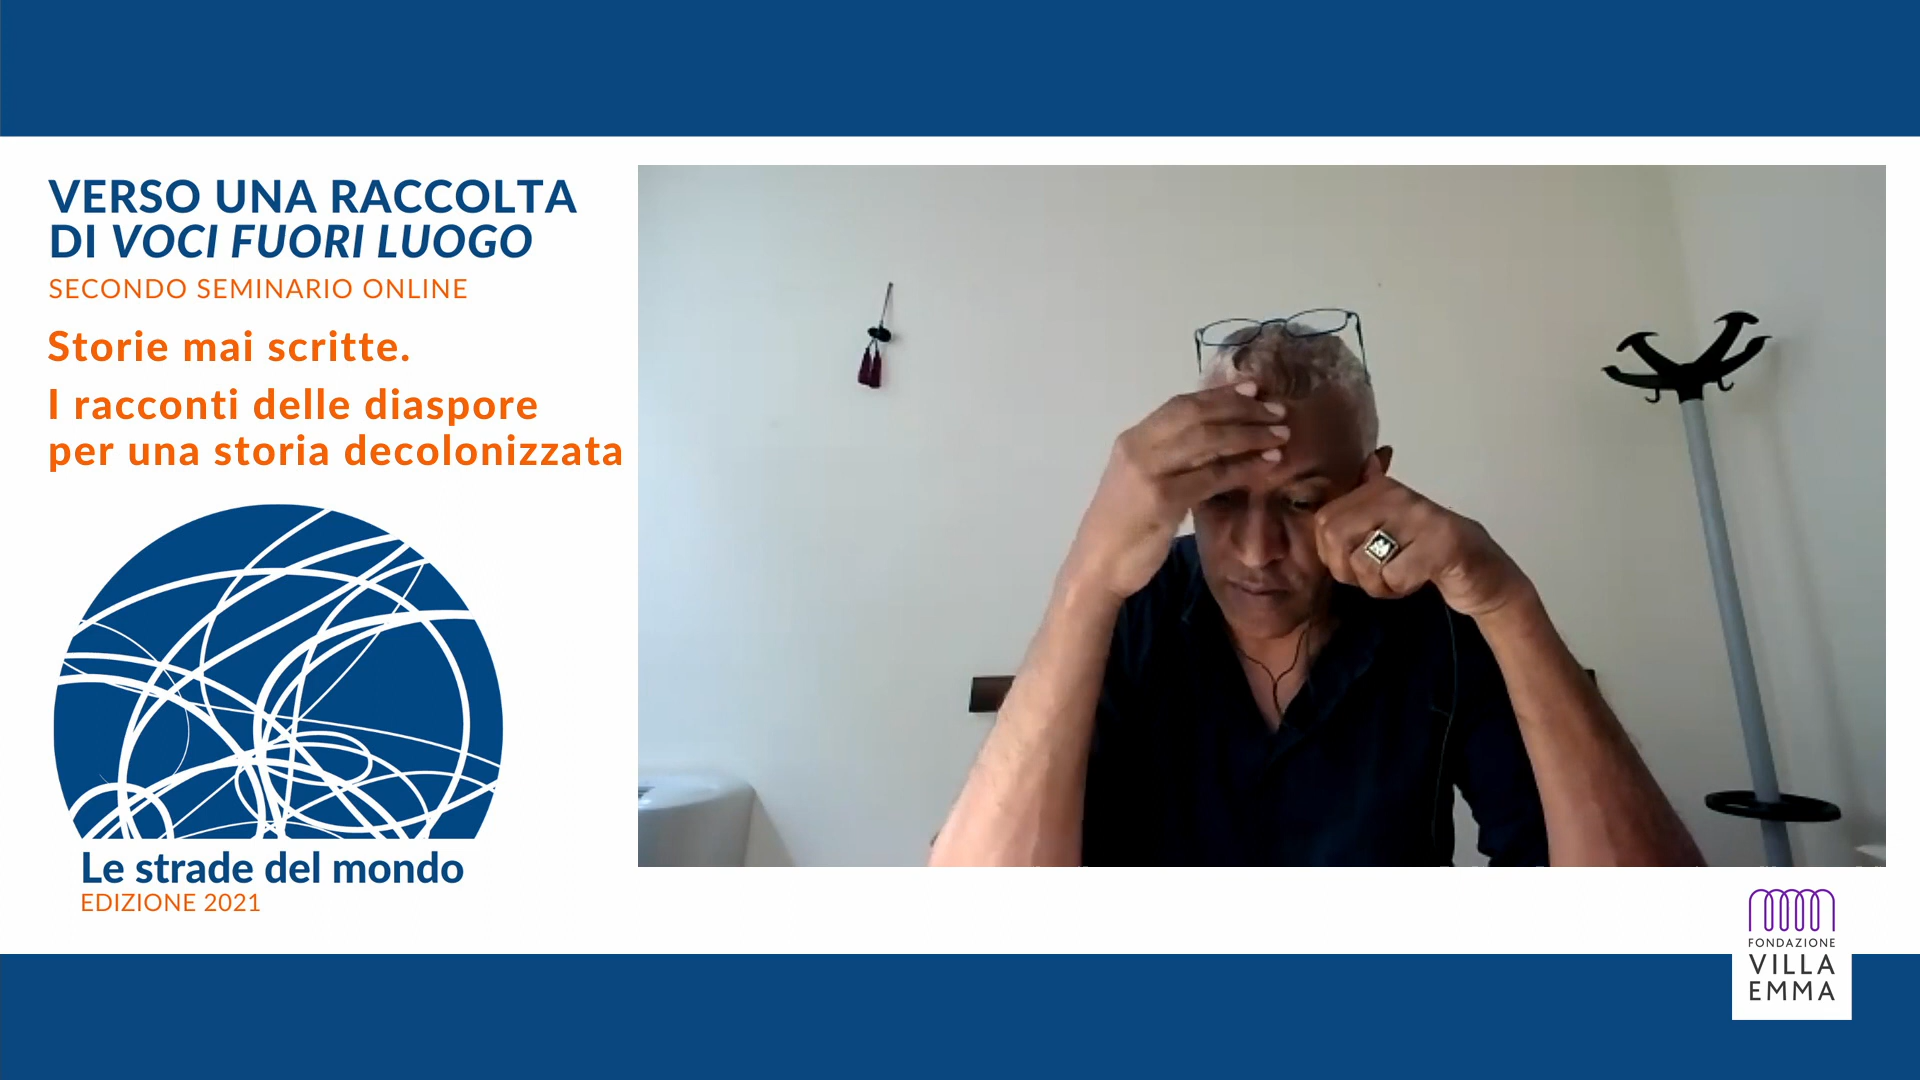 VERSO UNA RACCOLTA
DI VOCI FUORI LUOGO
SECONDO SEMINARIO ONLINE
Storie mai scritte.
I racconti delle diaspore
per una storia decolonizzata
Le strade del mondo
EDIZIONE 2021
FONDAZIONE
VILLA
EMMA